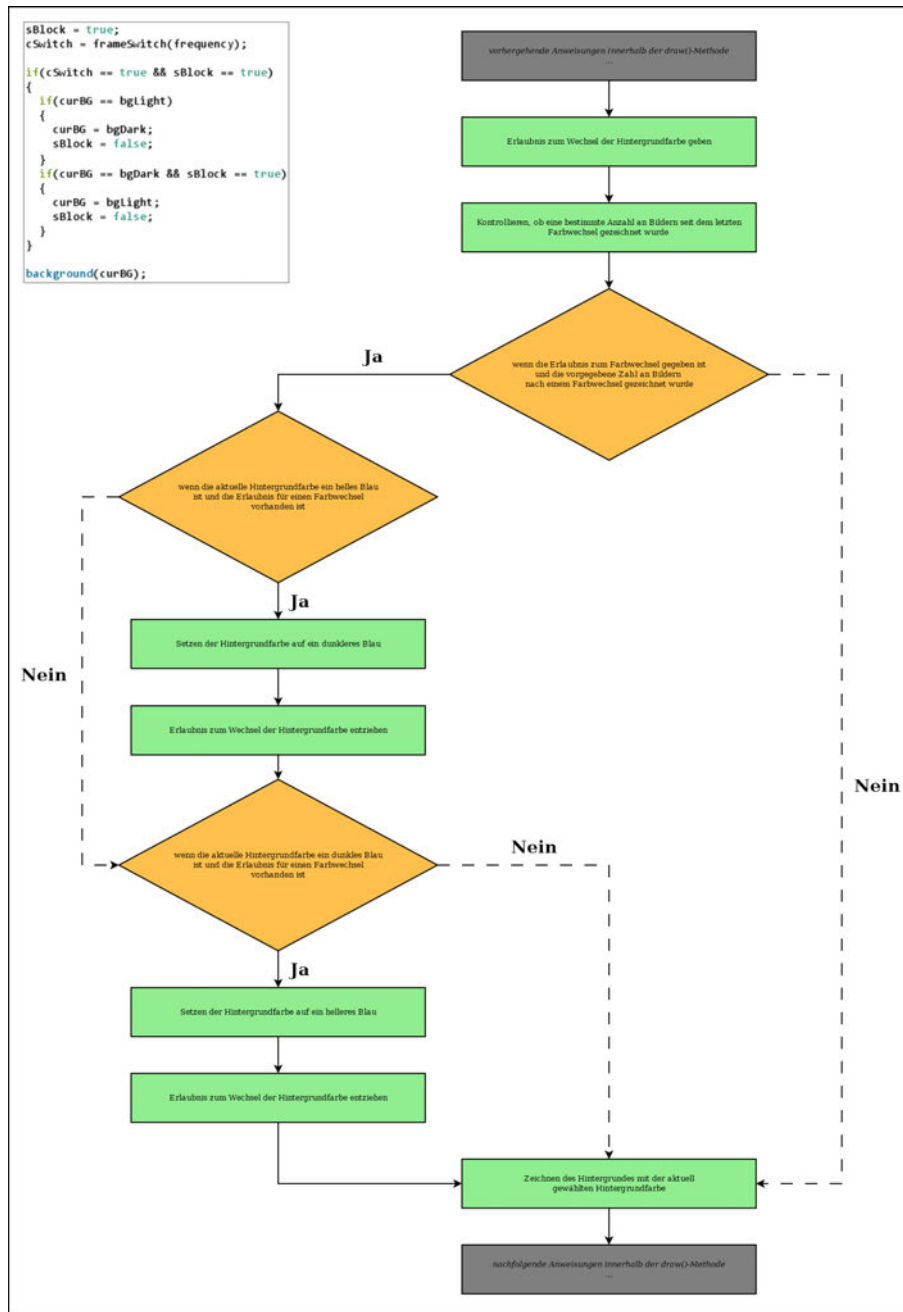 sBlock = true;
cSwitch = frameSwitch(frequency);
if(cSwitch == true && sBlock == true)
{
if(curBG == bgLight)
{
curBG = bgDark;
sBlock = false;
}
if(curBG == bgDark && sBlock == true)
{
curBG = bgLight;
sBlock = false;
}
}
background(curBG);
vorhergehende Anweisungen innerhalb der draw()-Methode
...
Erlaubnis zum Wechsel der Hintergrundfarbe geben
Kontrollieren, ob eine bestimmte Anzahl an Bildern seit dem letzten
Farbwechsel gezeichnet wurde
wenn die Erlaubnis zum Farbwechsel gegeben ist
und die vorgegebene Zahl an Bildern
nach einem Farbwechsel gezeichnet wurde
Ja
wenn die aktuelle Hintergrundfarbe ein helles Blau
ist und die Erlaubnis für einen Farbwechsel
vorhanden ist
Ja
Setzen der Hintergrundfarbe auf ein dunkleres Blau
Nein
Erlaubnis zum Wechsel der Hintergrundfarbe entziehen
Nein
wenn die aktuelle Hintergrundfarbe ein dunkles Blau
ist und die Erlaubnis für einen Farbwechsel
vorhanden ist
Nein
Ja
Setzen der Hintergrundfarbe auf ein helleres Blau
Erlaubnis zum Wechsel der Hintergrundfarbe entziehen
Zeichnen des Hintergrundes mit der aktuell
gewählten Hintergrundfarbe
nachfolgende Anweisungen innerhalb der draw()-Methode
...